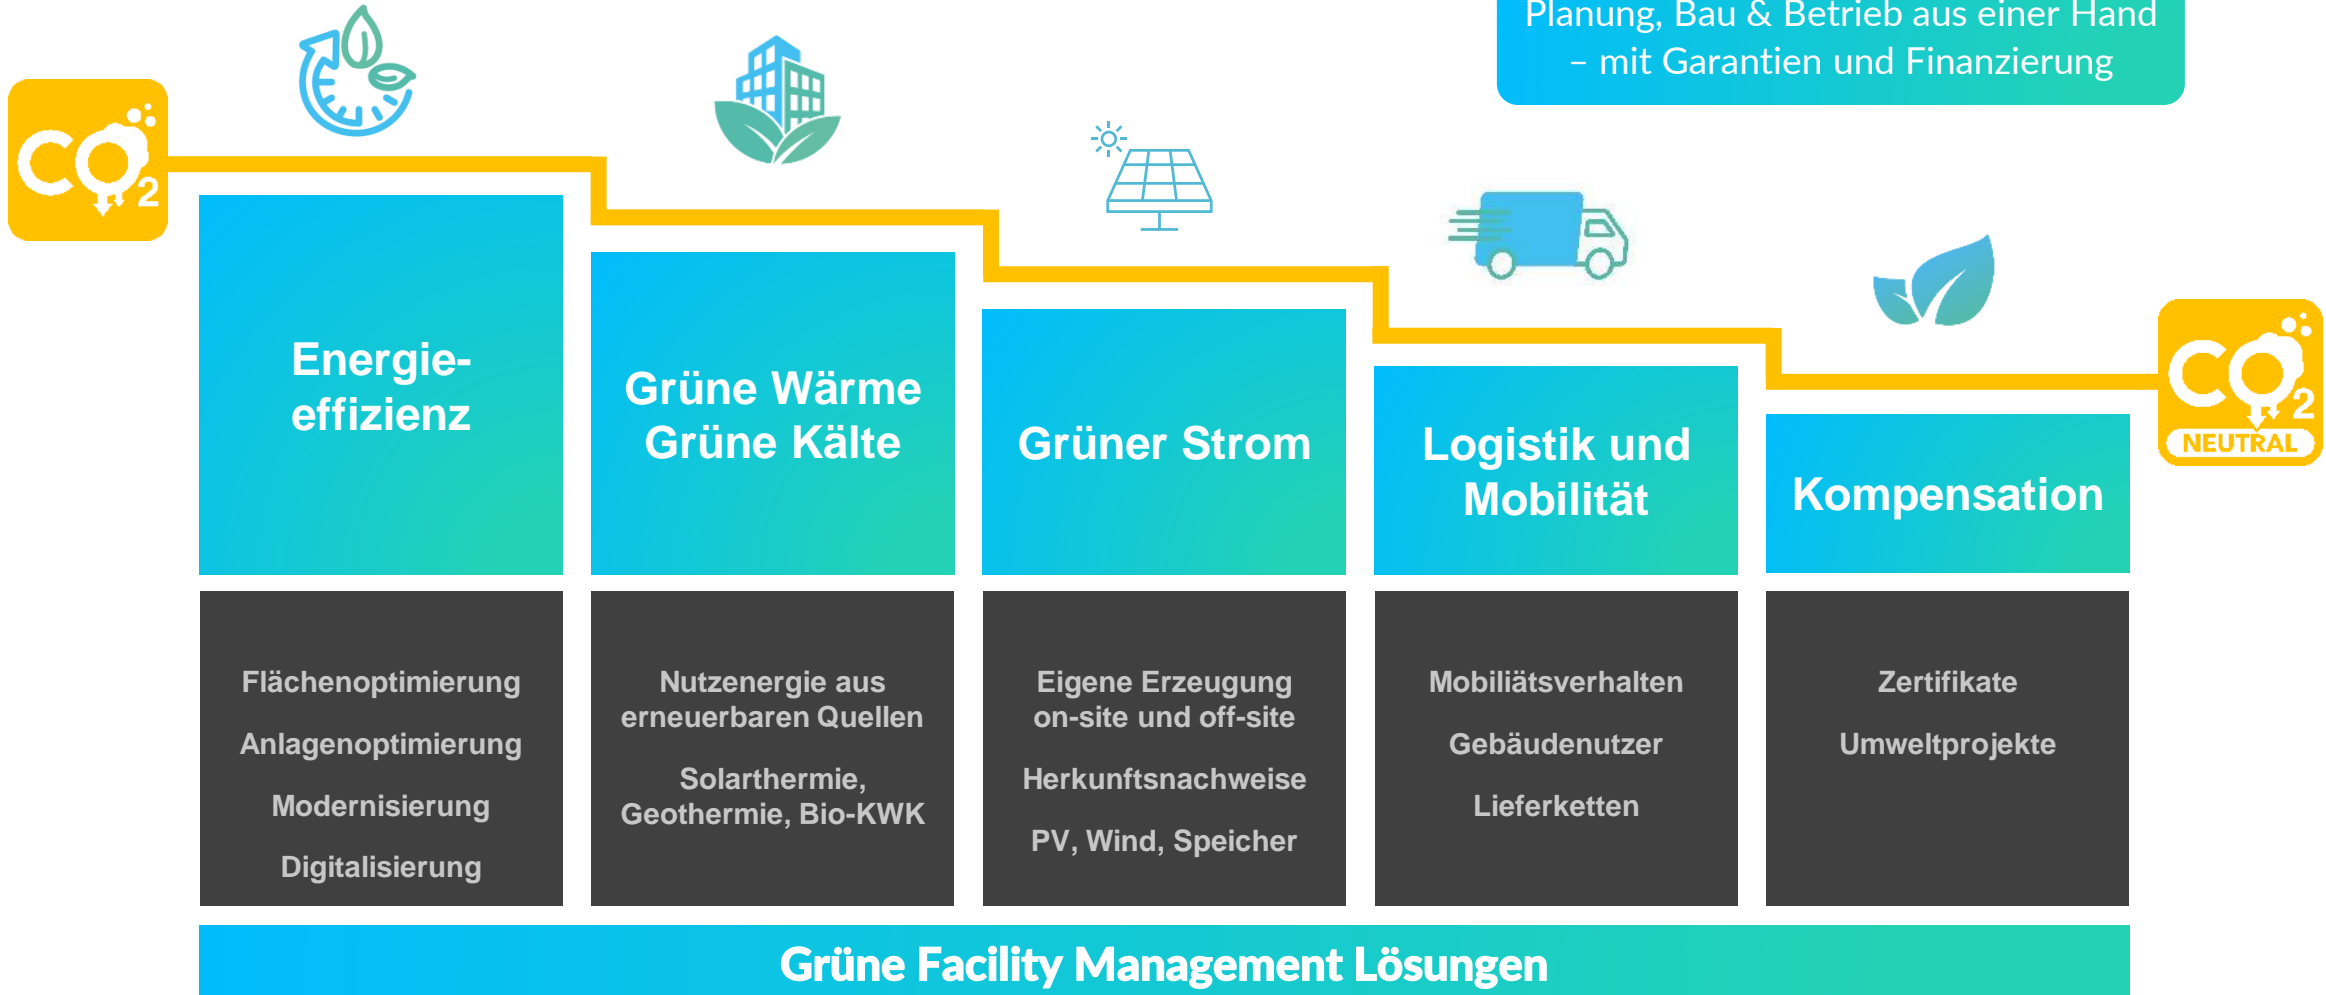 Planung, Bau & Betrieb aus einer Hand
– mit Garantien und Finanzierung
CO2
Energie-
effizienz
Grüne Wärme
Grüne Kälte
Grüner Strom
Logistik und
Mobilität
Kompensation
CO2
NEUTRAL
Flächenoptimierung
Anlagenoptimierung
Modernisierung
Digitalisierung
Nutzenergie aus
erneuerbaren Quellen
Solarthermie,
Geothermie, Bio-KWK
Eigene Erzeugung
on-site und off-site
Herkunftsnachweise
PV, Wind, Speicher
Mobiliätsverhalten
Gebäudenutzer
Lieferketten
Zertifikate
Umweltprojekte
Grüne Facility Management Lösungen